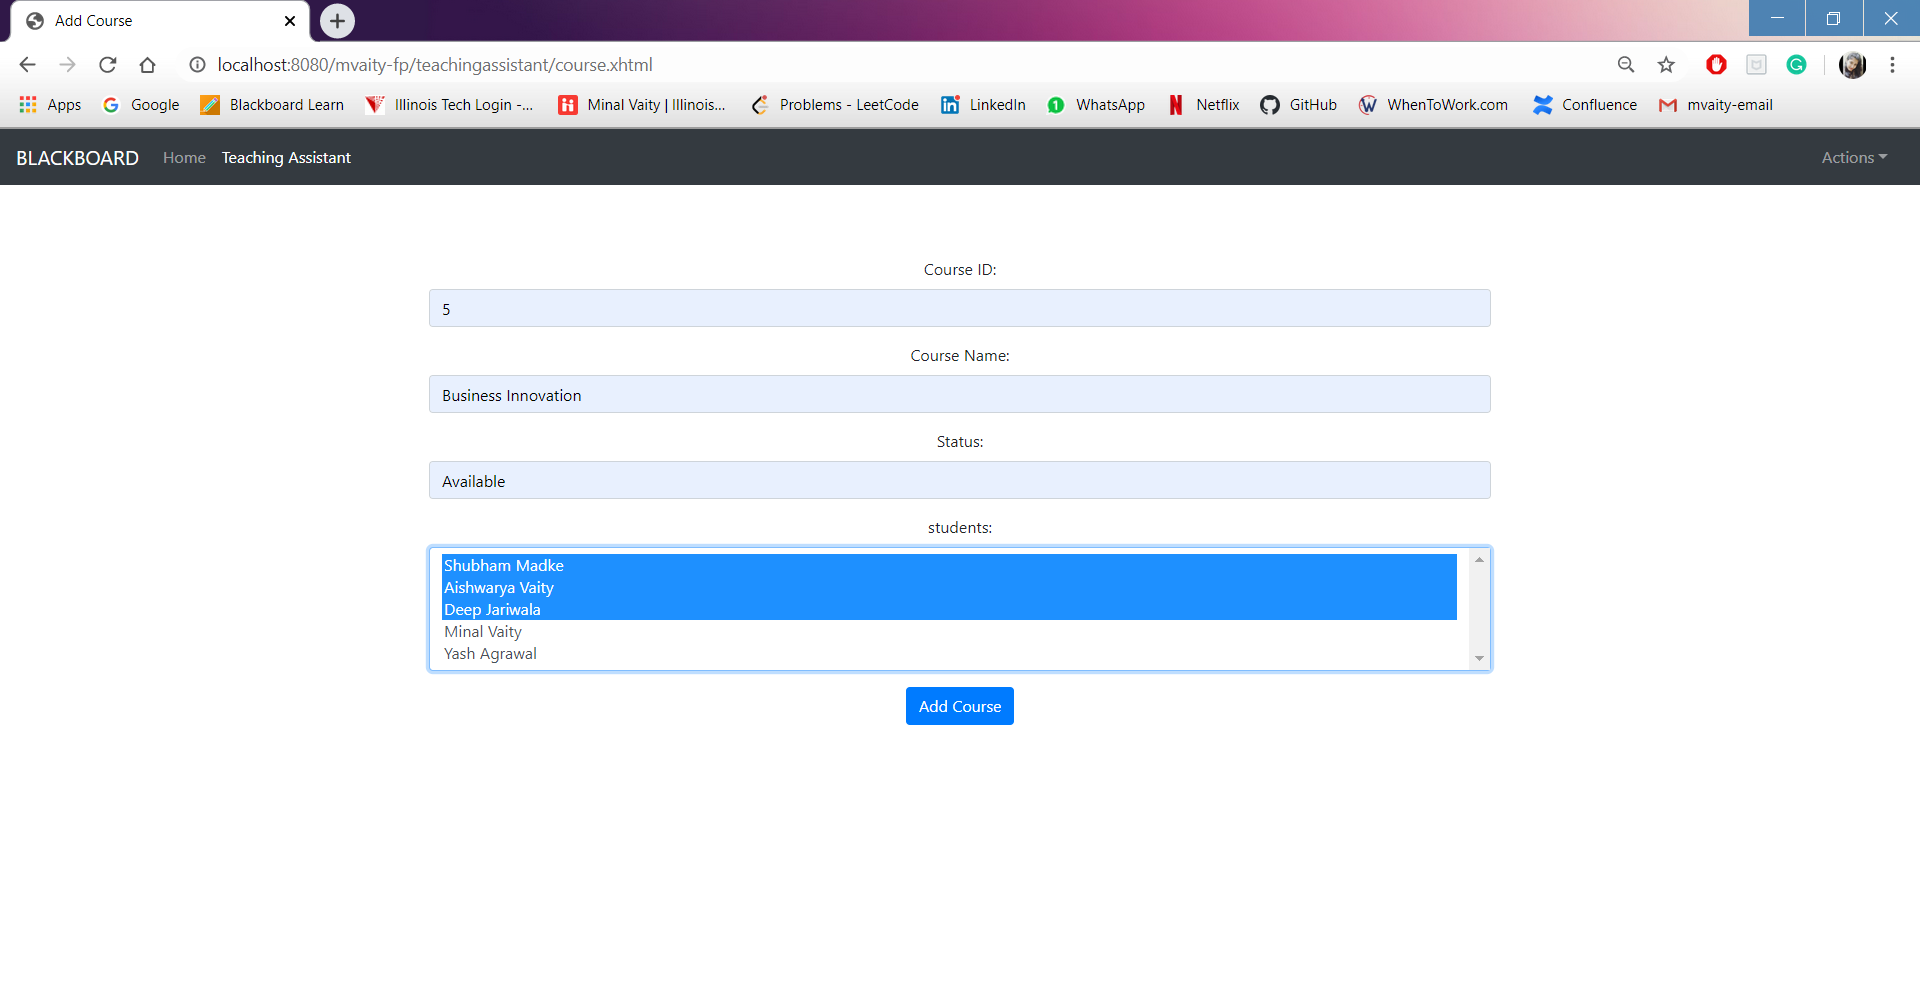 Add Course
localhost:8080/mvaity-fp/teachingassistant/course.xhtml
Apps Google Blackboard Learn Illinois Tech Login -... Minal Vaity | Illinois... Problems - LeetCode LinkedIn 1 WhatsApp Netflix GitHub WhenToWork.com Confluence mvaity-email
BLACKBOARD Home Teaching Assistant Actions
Course ID:
5
Course Name:
Business Innovation
Status:
Available
students:
Shubham Madke
Aishwarya Vaity
Deep Jariwala
Minal Vaity
Yash Agrawal
Add Course